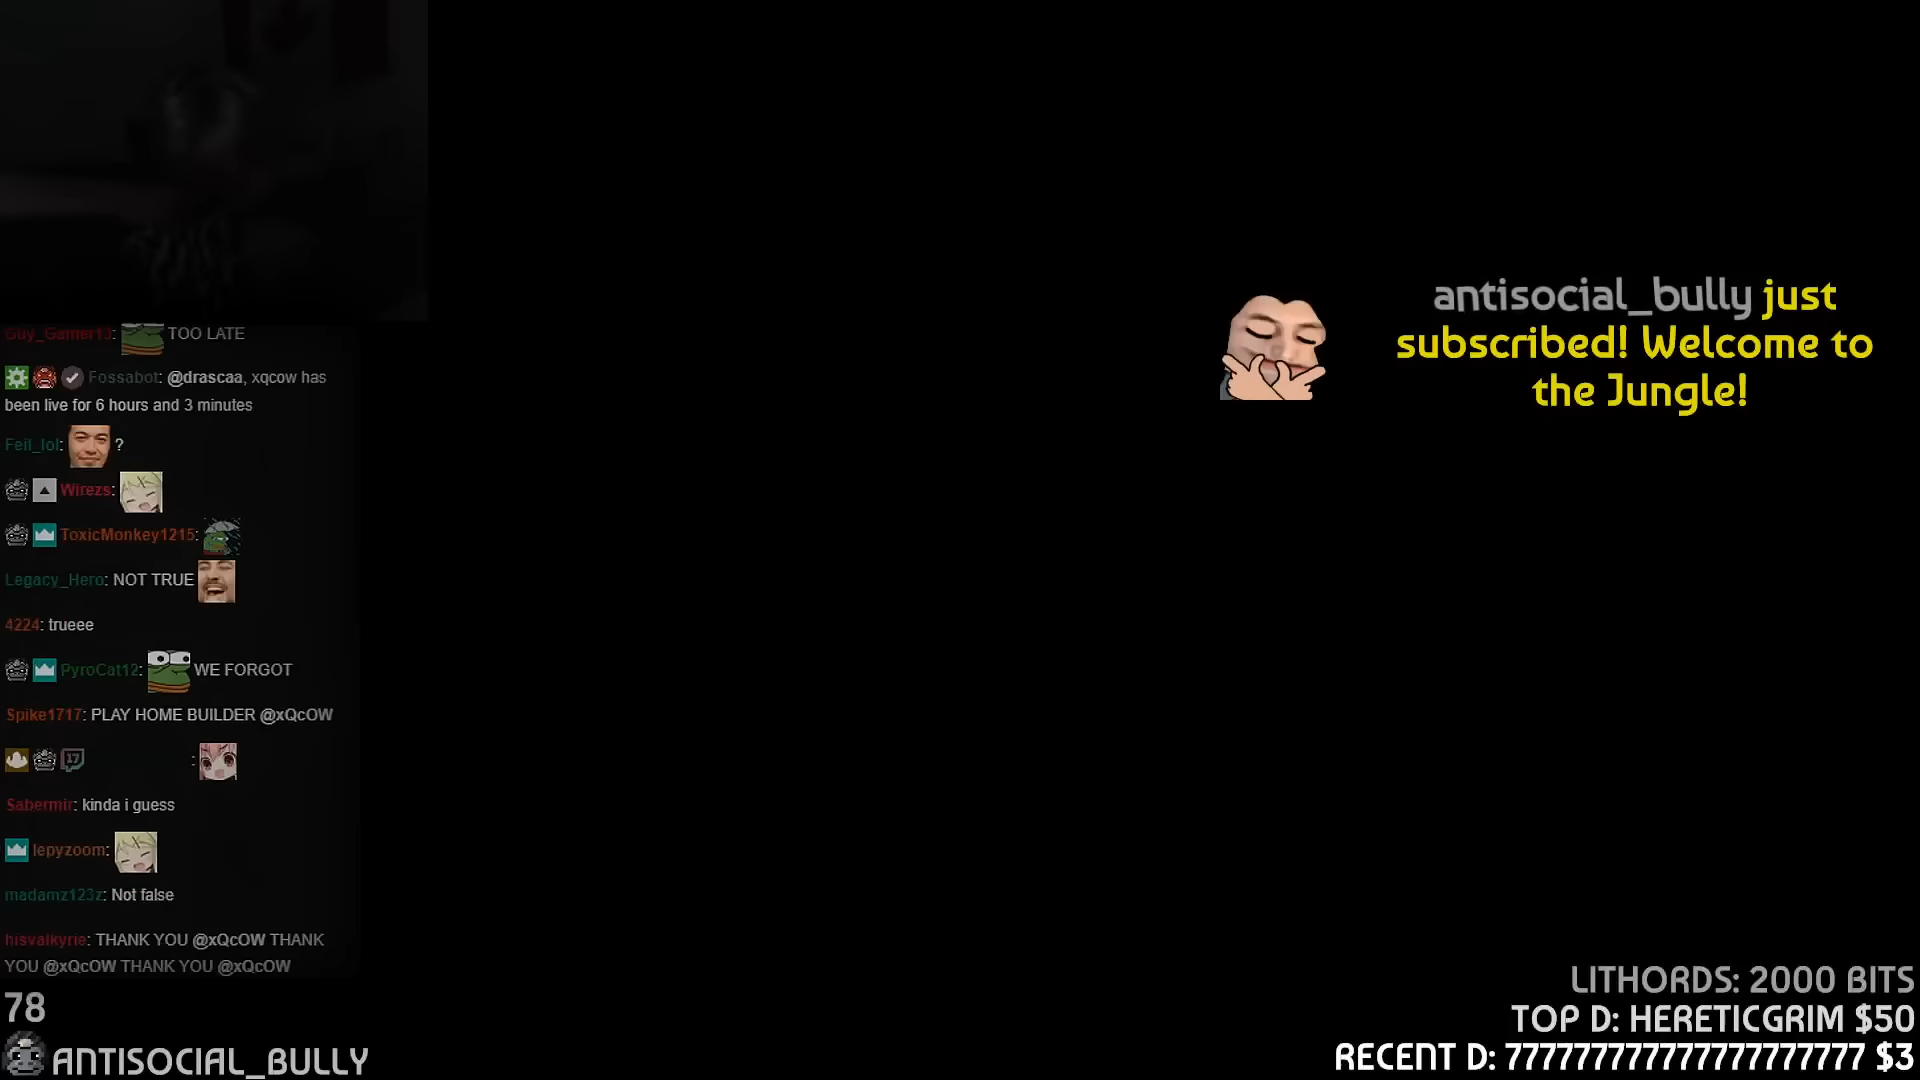 Guy_Gamer13: TOO LATE
Fossabot: @drascaa, xqcow has
been live for 6 hours and 3 minutes
Feil_lol: ?
Wirezs:
ToxicMonkey1215:
Legacy_Hero: NOT TRUE
4224: trueee
PyroCat12: WE FORGOT
Spike1717: PLAY HOME BUILDER @xQcOW
17 :
Sabermir: kinda i guess
lepyzoom:
madamz123z: Not false
hisvalkyrie: THANK YOU @xQcOW THANK
YOU @xQcOW THANK YOU @xQcOW
78
ANTISOCIAL_BULLY
antisocial_bully just
subscribed! Welcome to
the Jungle!
LITHORDS: 2000 BITS
TOP D: HERETICGRIM $50
RECENT D: 777777777777777777777 $3